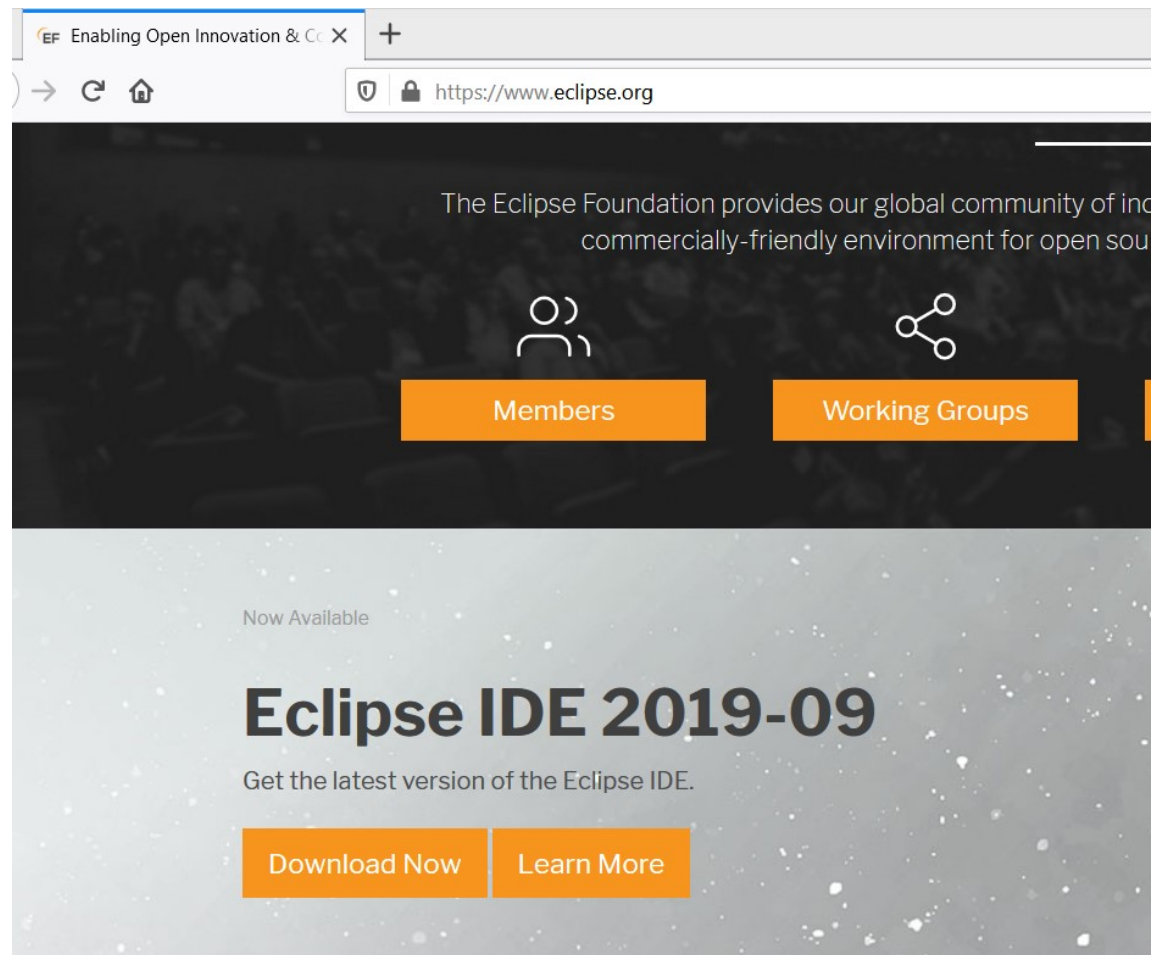 EF Enabling Open Innovation & Co
https://www.eclipse.org
The Eclipse Foundation provides our global community of
commercially-friendly environment for open
Members
Working Groups
Now Available
Eclipse IDE 2019-09
Get the latest version of the Eclipse IDE.
Download Now
Learn More